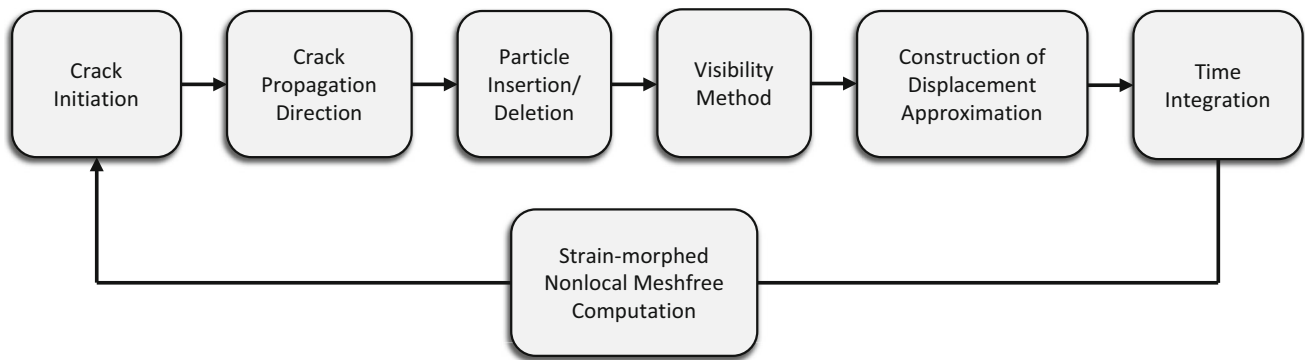 Crack
Initiation
Crack
Propagation
Direction
Particle
Insertion/
Deletion
Visibility
Method
Construction of
Displacement
Approximation
Time
Integration
Strain-morphed
Nonlocal Meshfree
Computation